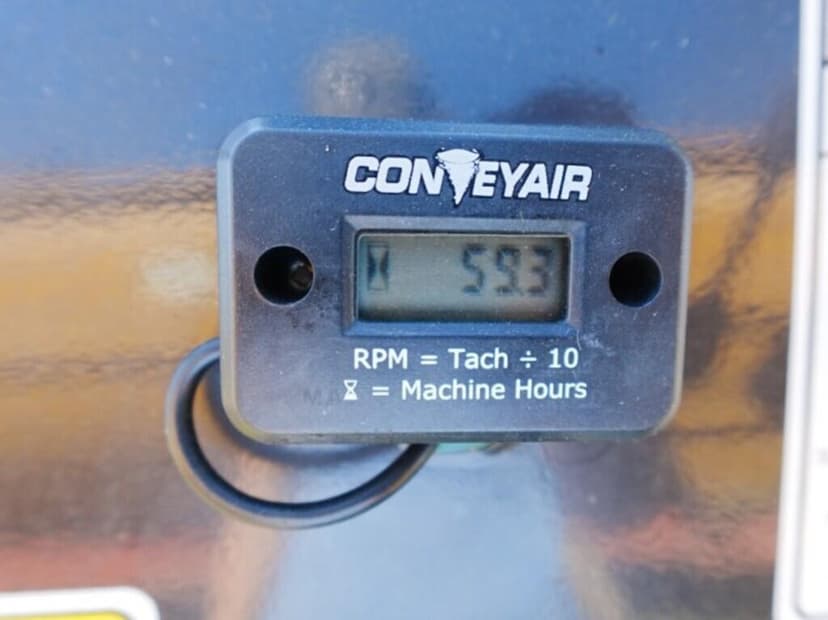 CONVEYAIR
59.3
RPM = Tach ÷ 10
⌛ = Machine Hours